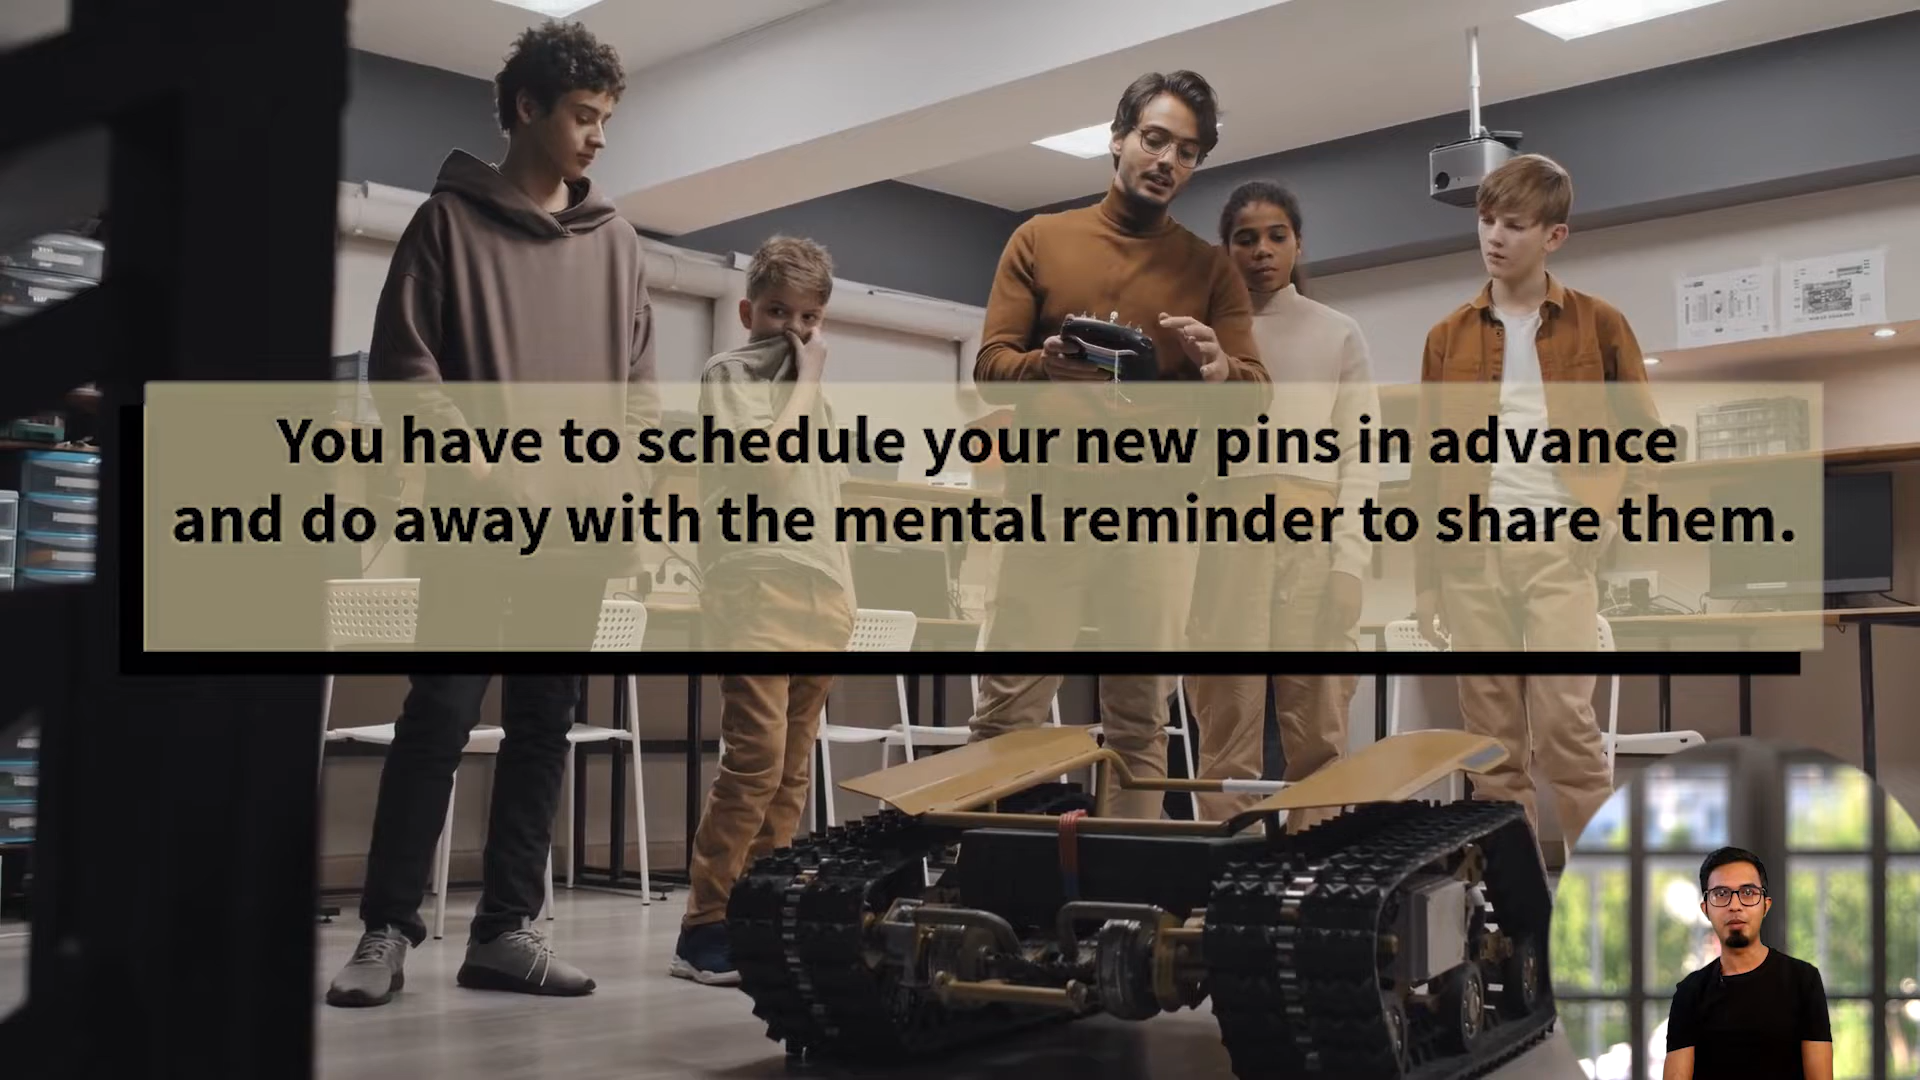 You have to schedule your new pins in advance
and do away with the mental reminder to share them.